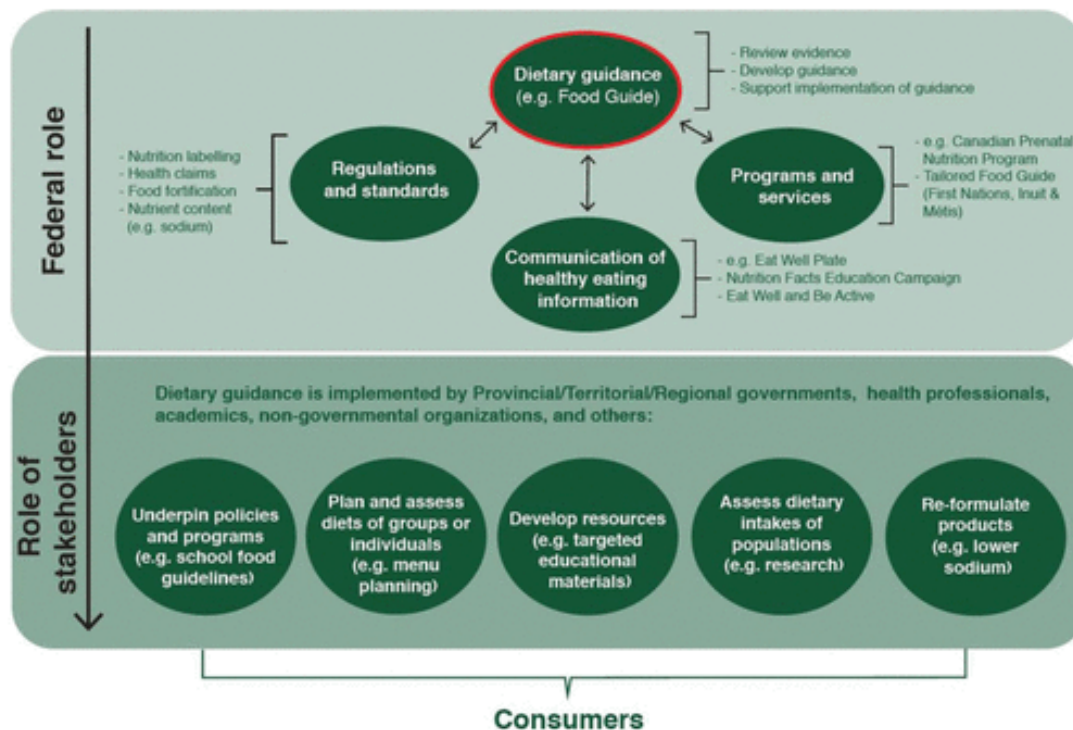 Federal role
Dietary guidance
(e.g. Food Guide)
- Review evidence
- Develop guidance
- Support implementation of guidance
- Nutrition labelling
- Health claims
- Food fortification
- Nutrient content
(e.g. sodium)
Regulations
and standards
Programs and
services
- e.g. Canadian Prenatal
Nutrition Program
- Tailored Food Guide
(First Nations, Inuit &
Métis)
Communication of
healthy eating
information
- e.g. Eat Well Plate
- Nutrition Facts Education Campaign
- Eat Well and Be Active
Role of
stakeholders
Dietary guidance is implemented by Provincial/Territorial/Regional governments, health professionals,
academics, non-governmental organizations, and others:
Underpin policies
and programs
(e.g. school food
guidelines)
Plan and assess
diets of groups or
individuals
(e.g. menu
planning)
Develop resources
(e.g. targeted
educational
materials)
Assess dietary
intakes of
populations
(e.g. research)
Re-formulate
products
(e.g. lower
sodium)
Consumers